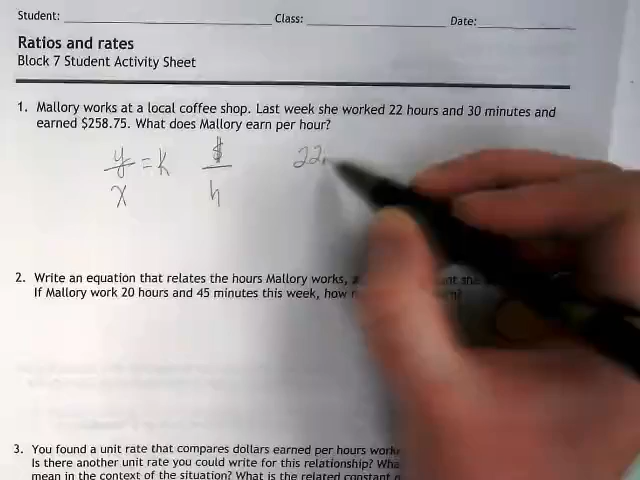 Student: Class: Date:
Ratios and rates
Block 7 Student Activity Sheet
1. Mallory works at a local coffee shop. Last week she worked 22 hours and 30 minutes and
earned $258.75. What does Mallory earn per hour?
y/x = k $/h 22.
2. Write an equation that relates the hours Mallory works,
If Mallory work 20 hours and 45 minutes this week, how
3. You found a unit rate that compares dollars earned per hours
Is there another unit rate you could write for this relationship?
mean in the context of the situation? What is the related constant